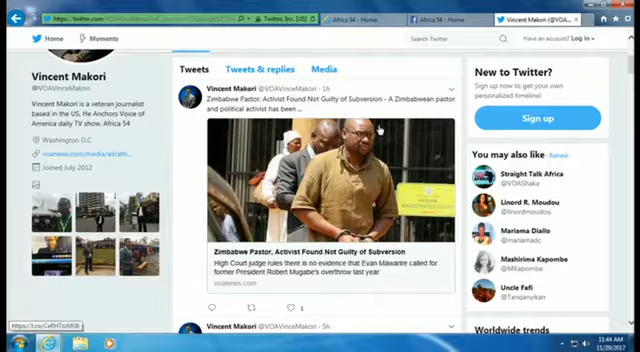 https://twitter.com/VOAVinceMakori
Twitter, Inc. [US]
Africa 54 - Home
Africa 54 - Home
Vincent Makori (@VOA...
Home
Moments
Search Twitter
Have an account? Log in
Vincent Makori
@VOAVinceMakori
Vincent Makori is a veteran journalist
based in the US. He Anchors Voice of
America daily TV show, Africa 54
Washington D.C
voanews.com/media/all/afri...
Joined July 2012
Tweets
Tweets & replies
Media
Vincent Makori @VOAVinceMakori · 1h
Zimbabwe Pastor, Activist Found Not Guilty of Subversion - A Zimbabwean pastor
and political activist has been ...
Zimbabwe Pastor, Activist Found Not Guilty of Subversion
High Court judge rules there is no evidence that Evan Mawarire called for
former President Robert Mugabe's overthrow last year
voanews.com
1
Vincent Makori @VOAVinceMakori · 5h
New to Twitter?
Sign up now to get your own
personalized timeline!
Sign up
You may also like · Refresh
Straight Talk Africa
@VOAShaka
Linord R. Moudou
@linordmoudou
Mariama Diallo
@mariamadc
Mashirima Kapombe
@MKapombe
Uncle Fafi
@Tanganyikan
Worldwide trends
11:44 AM
11/29/2017